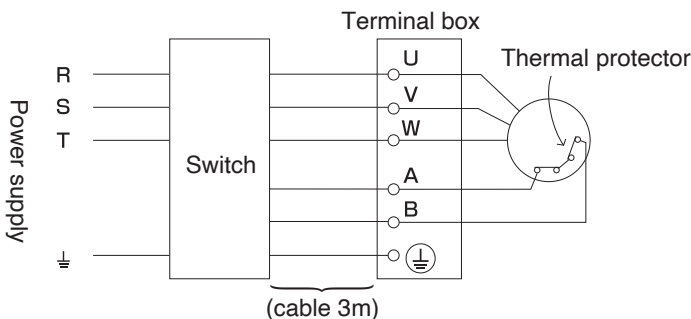 Terminal box
Thermal protector
Power supply
R
S
T
Switch
U
V
W
A
B
(cable 3m)